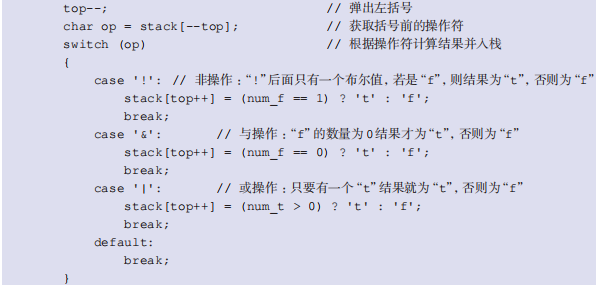 top--;                              // 弹出左括号
char op = stack[--top];             // 获取括号前的操作符
switch (op)                         // 根据操作符计算结果并入栈
{
    case '!': // 非操作：“!”后面只有一个布尔值, 若是“f”, 则结果为“t”, 否则为“f”
        stack[top++] = (num_f == 1) ? 't' : 'f';
        break;
    case '&':       // 与操作：“f”的数量为0结果才为“t”, 否则为“f”
        stack[top++] = (num_f == 0) ? 't' : 'f';
        break;
    case '|':       // 或操作：只要有一个“t”结果就为“t”, 否则为“f”
        stack[top++] = (num_t > 0) ? 't' : 'f';
        break;
    default:
        break;
}